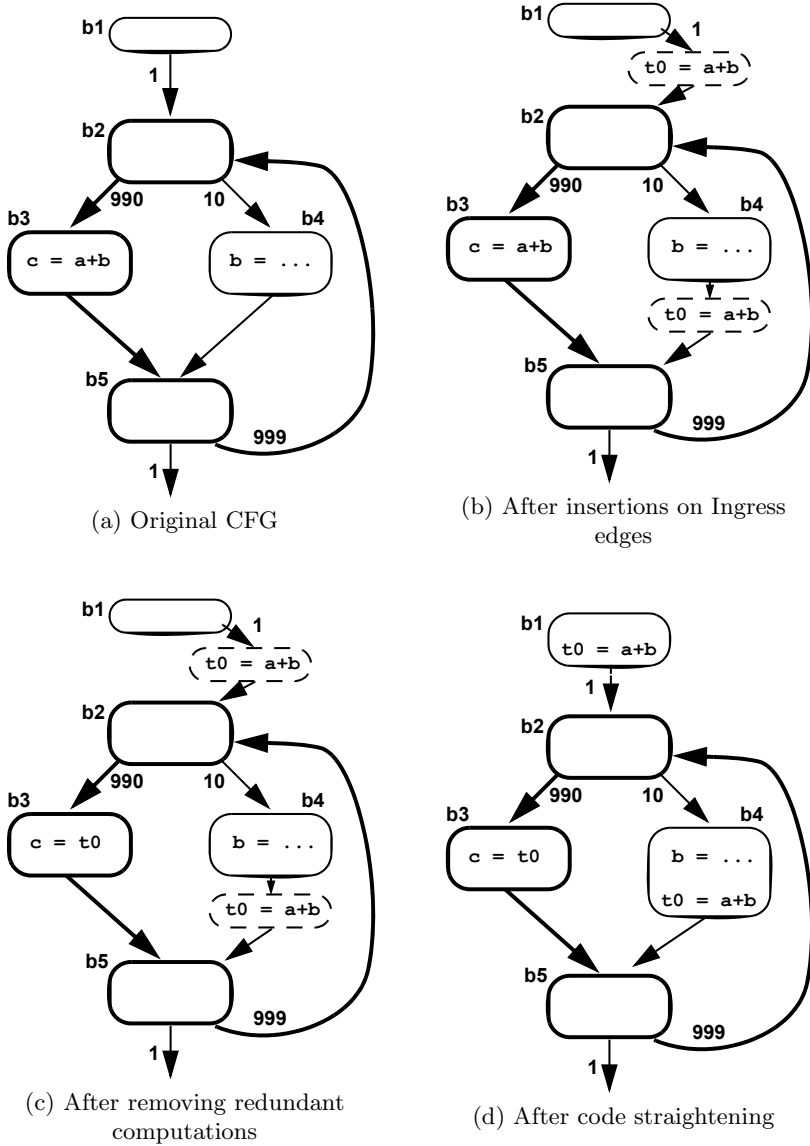 b1
1
b2
990
10
b3
b4
c = a+b
b = ...
b5
999
1
(a) Original CFG
b1
1
t0 = a+b
b2
990
10
b3
b4
c = a+b
b = ...
t0 = a+b
b5
999
1
(b) After insertions on Ingress
edges
b1
1
t0 = a+b
b2
990
10
b3
b4
c = t0
b = ...
t0 = a+b
b5
999
1
(c) After removing redundant
computations
b1
t0 = a+b
1
b2
990
10
b3
b4
c = t0
b = ...
t0 = a+b
b5
999
1
(d) After code straightening